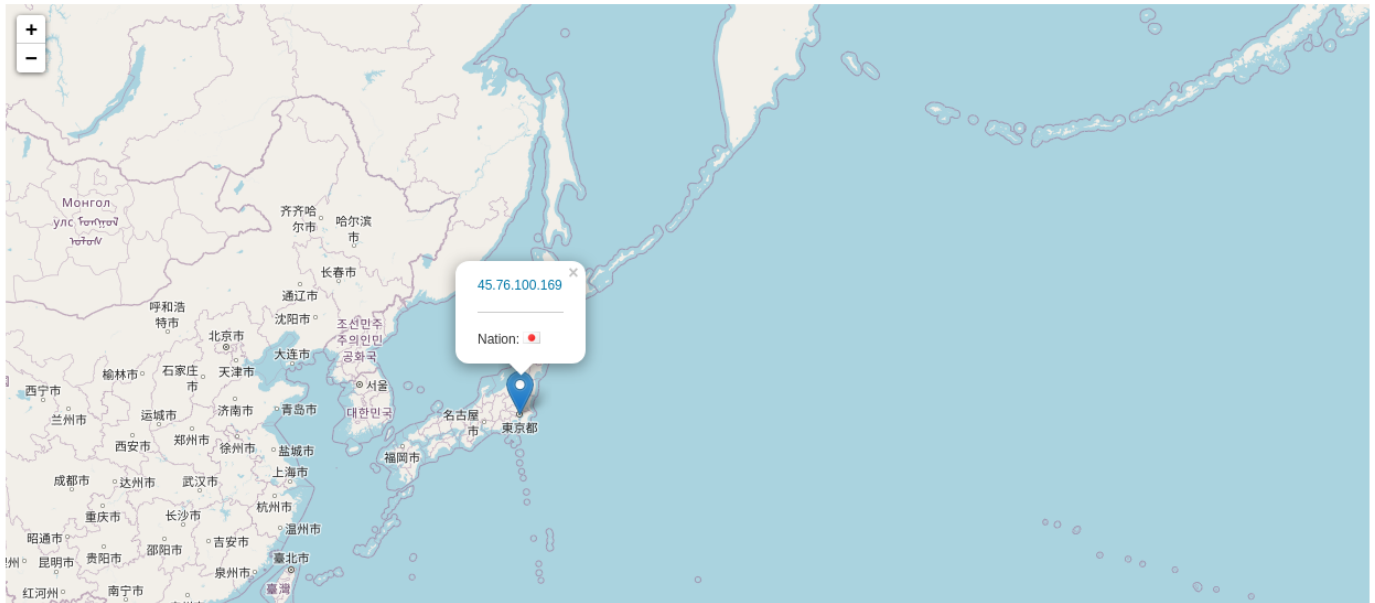 +
−
Монгол
улс
齐齐哈
尔市
哈尔滨
市
长春市
45.76.100.169
×
Nation:
通辽市
呼和浩
特市
沈阳市
조선민주
주의인민
공화국
北京市
大连市
榆林市
石家庄
市
天津市
西宁市
서울
兰州市
运城市
济南市
青岛市
대한민국
名古屋
市
東京都
西安市
郑州市
徐州市
盐城市
福岡市
上海市
成都市
达州市
武汉市
杭州市
重庆市
长沙市
温州市
昭通市
邵阳市
吉安市
贵阳市
昆明市
州
臺北市
泉州市
红河州
南宁市
臺灣